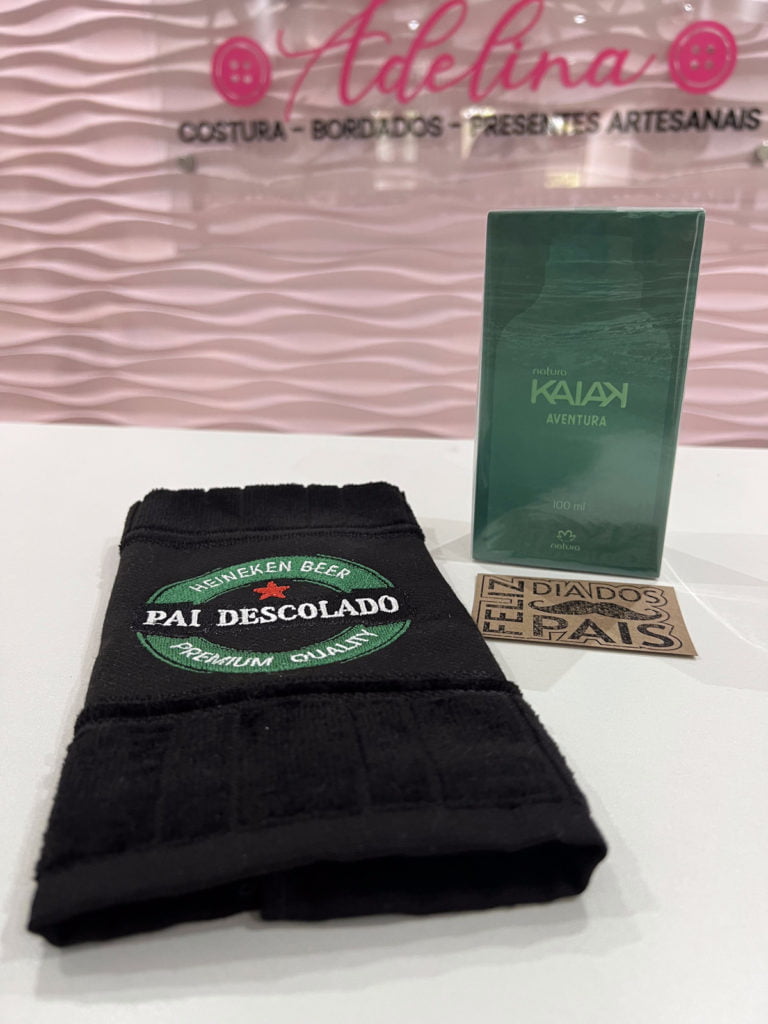 Adelina
COSTURA - BORDADOS - PRESENTES ARTESANAIS
natura
KAIAK
AVENTURA
100 ml
natura
HEINEKEN BEER
PAI DESCOLADO
PREMIUM QUALITY
FELIZ
DIA DOS
PAIS